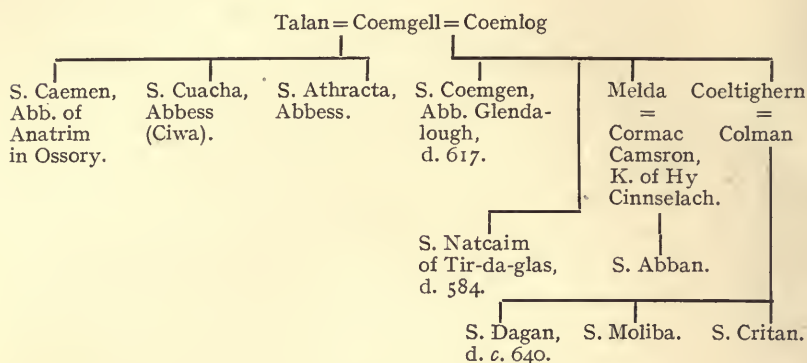 Talan = Coemgell = Coemlog
S. Caemen,
Abb. of
Anatrim
in Ossory.
S. Cuacha,
Abbess
(Ciwa).
S. Athracta,
Abbess.
S. Coemgen,
Abb. Glenda-
lough,
d. 617.
Melda
=
Cormac
Camsron,
K. of Hy
Cinnselach.
Coeltighern
=
Colman
S. Natcaim
of Tir-da-glas,
d. 584.
S. Abban.
S. Dagan,
d. c. 640.
S. Moliba.
S. Critan.